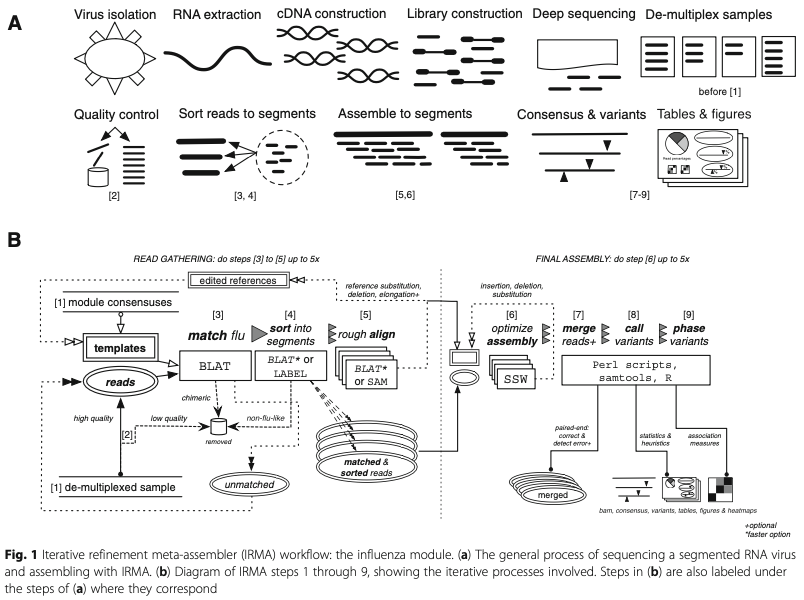 A
Virus isolation
RNA extraction
cDNA construction
Library construction
Deep sequencing
De-multiplex samples
before [1]
Quality control
Sort reads to segments
Assemble to segments
Consensus & variants
Tables & figures
Read percentages
[2]
[3, 4]
[5,6]
[7-9]
B
READ GATHERING: do steps [3] to [5] up to 5x
FINAL ASSEMBLY: do step [6] up to 5x
edited references
reference substitution,
deletion, elongation+
insertion, deletion,
substitution
[1] module consensuses
[3]
match flu
[4]
sort into
segments
[5]
rough align
[6]
optimize
assembly
[7]
merge
reads+
[8]
call
variants
[9]
phase
variants
templates
reads
BLAT
BLAT* or
LABEL
BLAT*
or SAM
SSW
Perl scripts,
samtools, R
chimeric
high quality
low quality
[2]
non-flu-like
removed
matched &
sorted reads
unmatched
[1] de-multiplexed sample
paired-end:
correct &
detect error+
statistics &
heuristics
association
measures
merged
bam, consensus, variants, tables, figures & heatmaps
+optional
*faster option
Fig. 1 Iterative refinement meta-assembler (IRMA) workflow: the influenza module. (a) The general process of sequencing a segmented RNA virus
and assembling with IRMA. (b) Diagram of IRMA steps 1 through 9, showing the iterative processes involved. Steps in (b) are also labeled under
the steps of (a) where they correspond